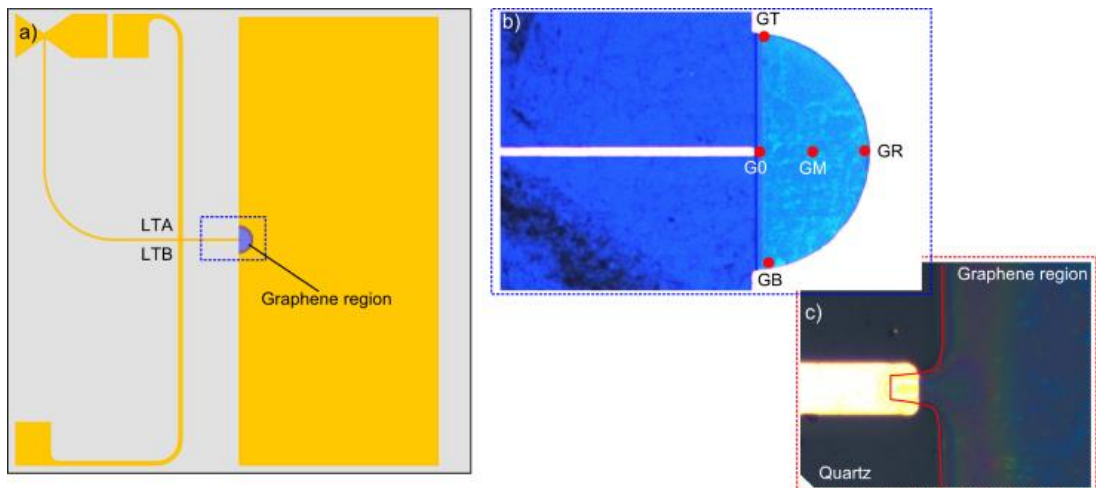 a)
LTA
LTB
Graphene region
b)
GT
G0
GM
GR
GB
c)
Graphene region
Quartz